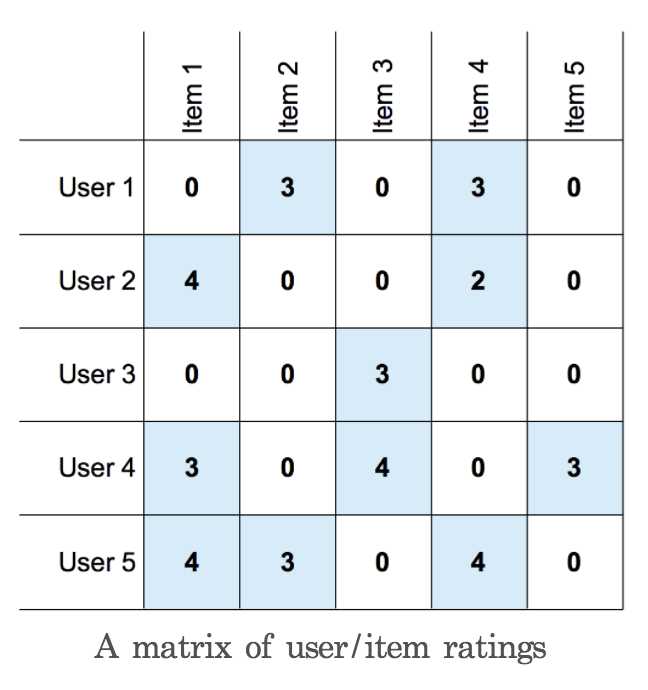 Item 1 Item 2 Item 3 Item 4 Item 5
User 1 0 3 0 3 0
User 2 4 0 0 2 0
User 3 0 0 3 0 0
User 4 3 0 4 0 3
User 5 4 3 0 4 0
A matrix of user/item ratings